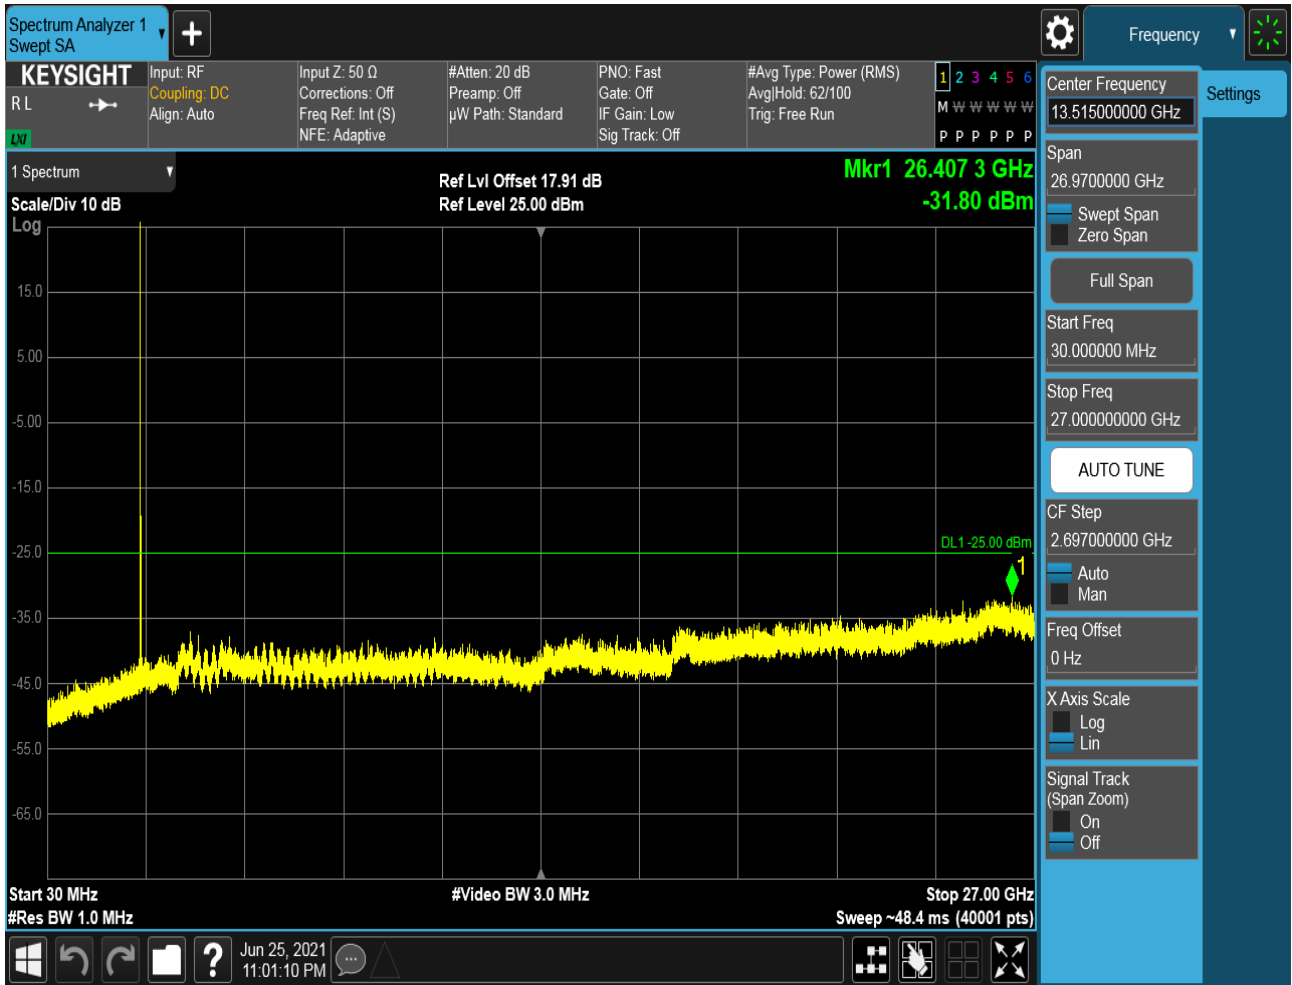 Spectrum Analyzer 1
Swept SA
Frequency
KEYSIGHT
R L
LXI
Input: RF
Coupling: DC
Align: Auto
Input Z: 50 Ω
Corrections: Off
Freq Ref: Int (S)
NFE: Adaptive
#Atten: 20 dB
Preamp: Off
µW Path: Standard
PNO: Fast
Gate: Off
IF Gain: Low
Sig Track: Off
#Avg Type: Power (RMS)
Avg|Hold: 62/100
Trig: Free Run
1 2 3 4 5 6
M W W W W W
P P P P P P
1 Spectrum
Scale/Div 10 dB
Log
Ref Lvl Offset 17.91 dB
Ref Level 25.00 dBm
Mkr1 26.407 3 GHz
-31.80 dBm
15.0
5.00
-5.00
-15.0
-25.0
-35.0
-45.0
-55.0
-65.0
DL1 -25.00 dBm
1
Start 30 MHz
#Res BW 1.0 MHz
#Video BW 3.0 MHz
Stop 27.00 GHz
Sweep ~48.4 ms (40001 pts)
Jun 25, 2021
11:01:10 PM
?
Center Frequency
13.515000000 GHz
Settings
Span
26.9700000 GHz
Swept Span
Zero Span
Full Span
Start Freq
30.000000 MHz
Stop Freq
27.000000000 GHz
AUTO TUNE
CF Step
2.697000000 GHz
Auto
Man
Freq Offset
0 Hz
X Axis Scale
Log
Lin
Signal Track
(Span Zoom)
On
Off